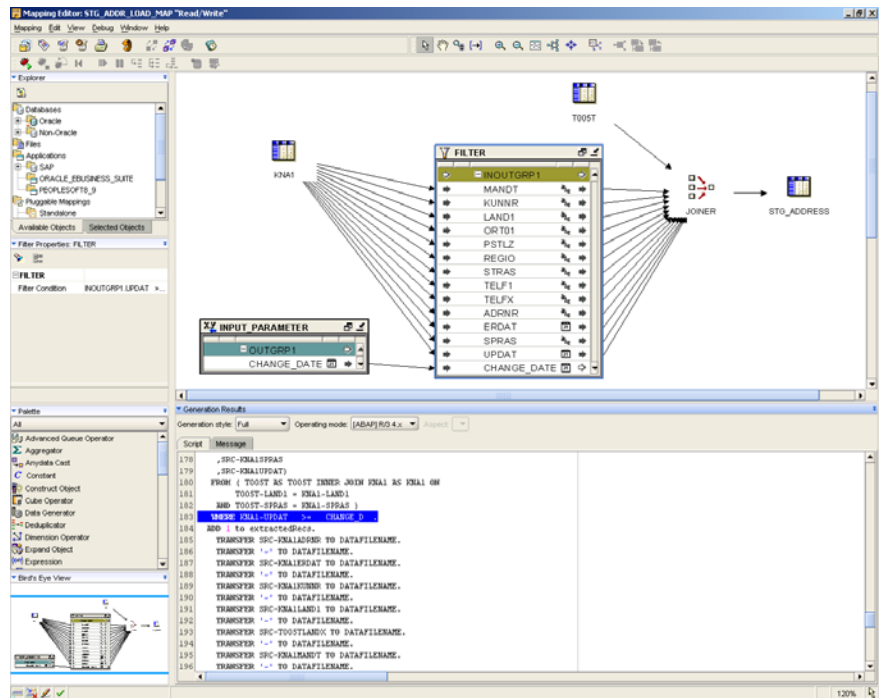 Mapping Editor: STG_ADDR_LOAD_MAP "Read/Write"
Mapping Edit View Debug Window Help
Explorer
Databases
Oracle
Non-Oracle
Files
Applications
SAP
ORACLE_EBUSINESS_SUITE
PEOPLESOFT8_9
Pluggable Mappings
Standalone
Available Objects Selected Objects
Filter Properties: FILTER
FILTER
Filter Condition INOUTGRP1.UPDAT >...
KNA1
T005T
FILTER
INOUTGRP1
MANDT
KUNNR
LAND1
ORT01
PSTLZ
REGIO
STRAS
TELF1
TELFX
ADRNR
ERDAT
SPRAS
UPDAT
CHANGE_DATE
JOINER
STG_ADDRESS
INPUT_PARAMETER
OUTGRP1
CHANGE_DATE
Palette
All
Advanced Queue Operator
Aggregator
Anydata Cast
Constant
Construct Object
Cube Operator
Data Generator
Deduplicator
Dimension Operator
Expand Object
Expression
Bird's Eye View
Generation Results
Generation style: Full Operating mode: [ABAP] R/3 4.x Aspect:
Script Message
178 ,SRC-KNA1SPRAS
179 ,SRC-KNA1UPDAT)
180 FROM ( T005T AS T005T INNER JOIN KNA1 AS KNA1 ON
181 T005T~LAND1 = KNA1~LAND1
182 AND T005T~SPRAS = KNA1~SPRAS )
183 WHERE KNA1~UPDAT >= CHANGE_D .
184 ADD 1 to extractedRecs.
185 TRANSFER SRC-KNA1ADRNR TO DATAFILENAME.
186 TRANSFER '~' TO DATAFILENAME.
187 TRANSFER SRC-KNA1ERDAT TO DATAFILENAME.
188 TRANSFER '~' TO DATAFILENAME.
189 TRANSFER SRC-KNA1KUNNR TO DATAFILENAME.
190 TRANSFER '~' TO DATAFILENAME.
191 TRANSFER SRC-KNA1LAND1 TO DATAFILENAME.
192 TRANSFER '~' TO DATAFILENAME.
193 TRANSFER SRC-T005TLANDX TO DATAFILENAME.
194 TRANSFER '~' TO DATAFILENAME.
195 TRANSFER SRC-KNA1MANDT TO DATAFILENAME.
196 TRANSFER '~' TO DATAFILENAME.
120%